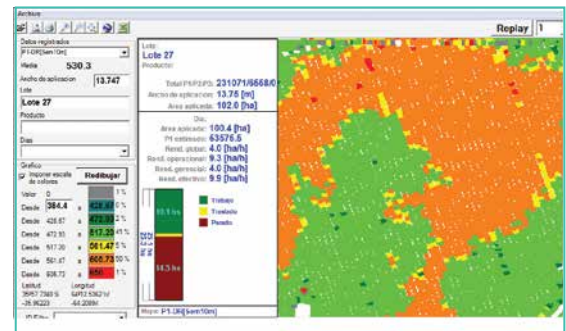 Archivo
Replay 1
Datos registrados
P1-DR[Sem10m]
Media 530.3
Ancho de aplicacion 13.747
Lote
Lote 27
Producto
Dias
Grafico
Imponer escala de colores
Redibujar
Valor 0 1%
Desde 384.4 a 428.67 0%
Desde 428.67 a 472.93 2%
Desde 472.93 a 517.20 41%
Desde 517.20 a 561.47 5%
Desde 561.47 a 605.73 50%
Desde 605.73 a 650 1%
Latitud Longitud
Lote:
Lote 27
Producto:
Total P1/P2/P3: 231071/6558/0
Ancho de aplicacion: 13.75 [m]
Area aplicada: 102.0 [ha]
Dia:
Area aplicada: 100.4 [ha]
P1 estimado: 63576.5
Rend. global: 4.0 [ha/h]
Rend. operacional: 9.3 [ha/h]
Rend. gerencial: 4.0 [ha/h]
Rend. efectivo: 9.9 [ha/h]
10.1 hs
14.5 hs
Trabajo
Traslado
Parado
Mapa: P1-DR[Sem10m]